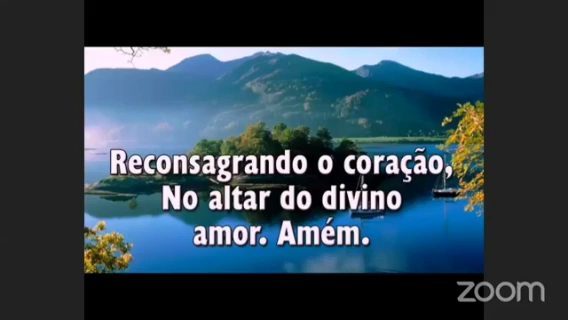 Reconsagrando o coração,
No altar do divino
amor. Amém.
zoom